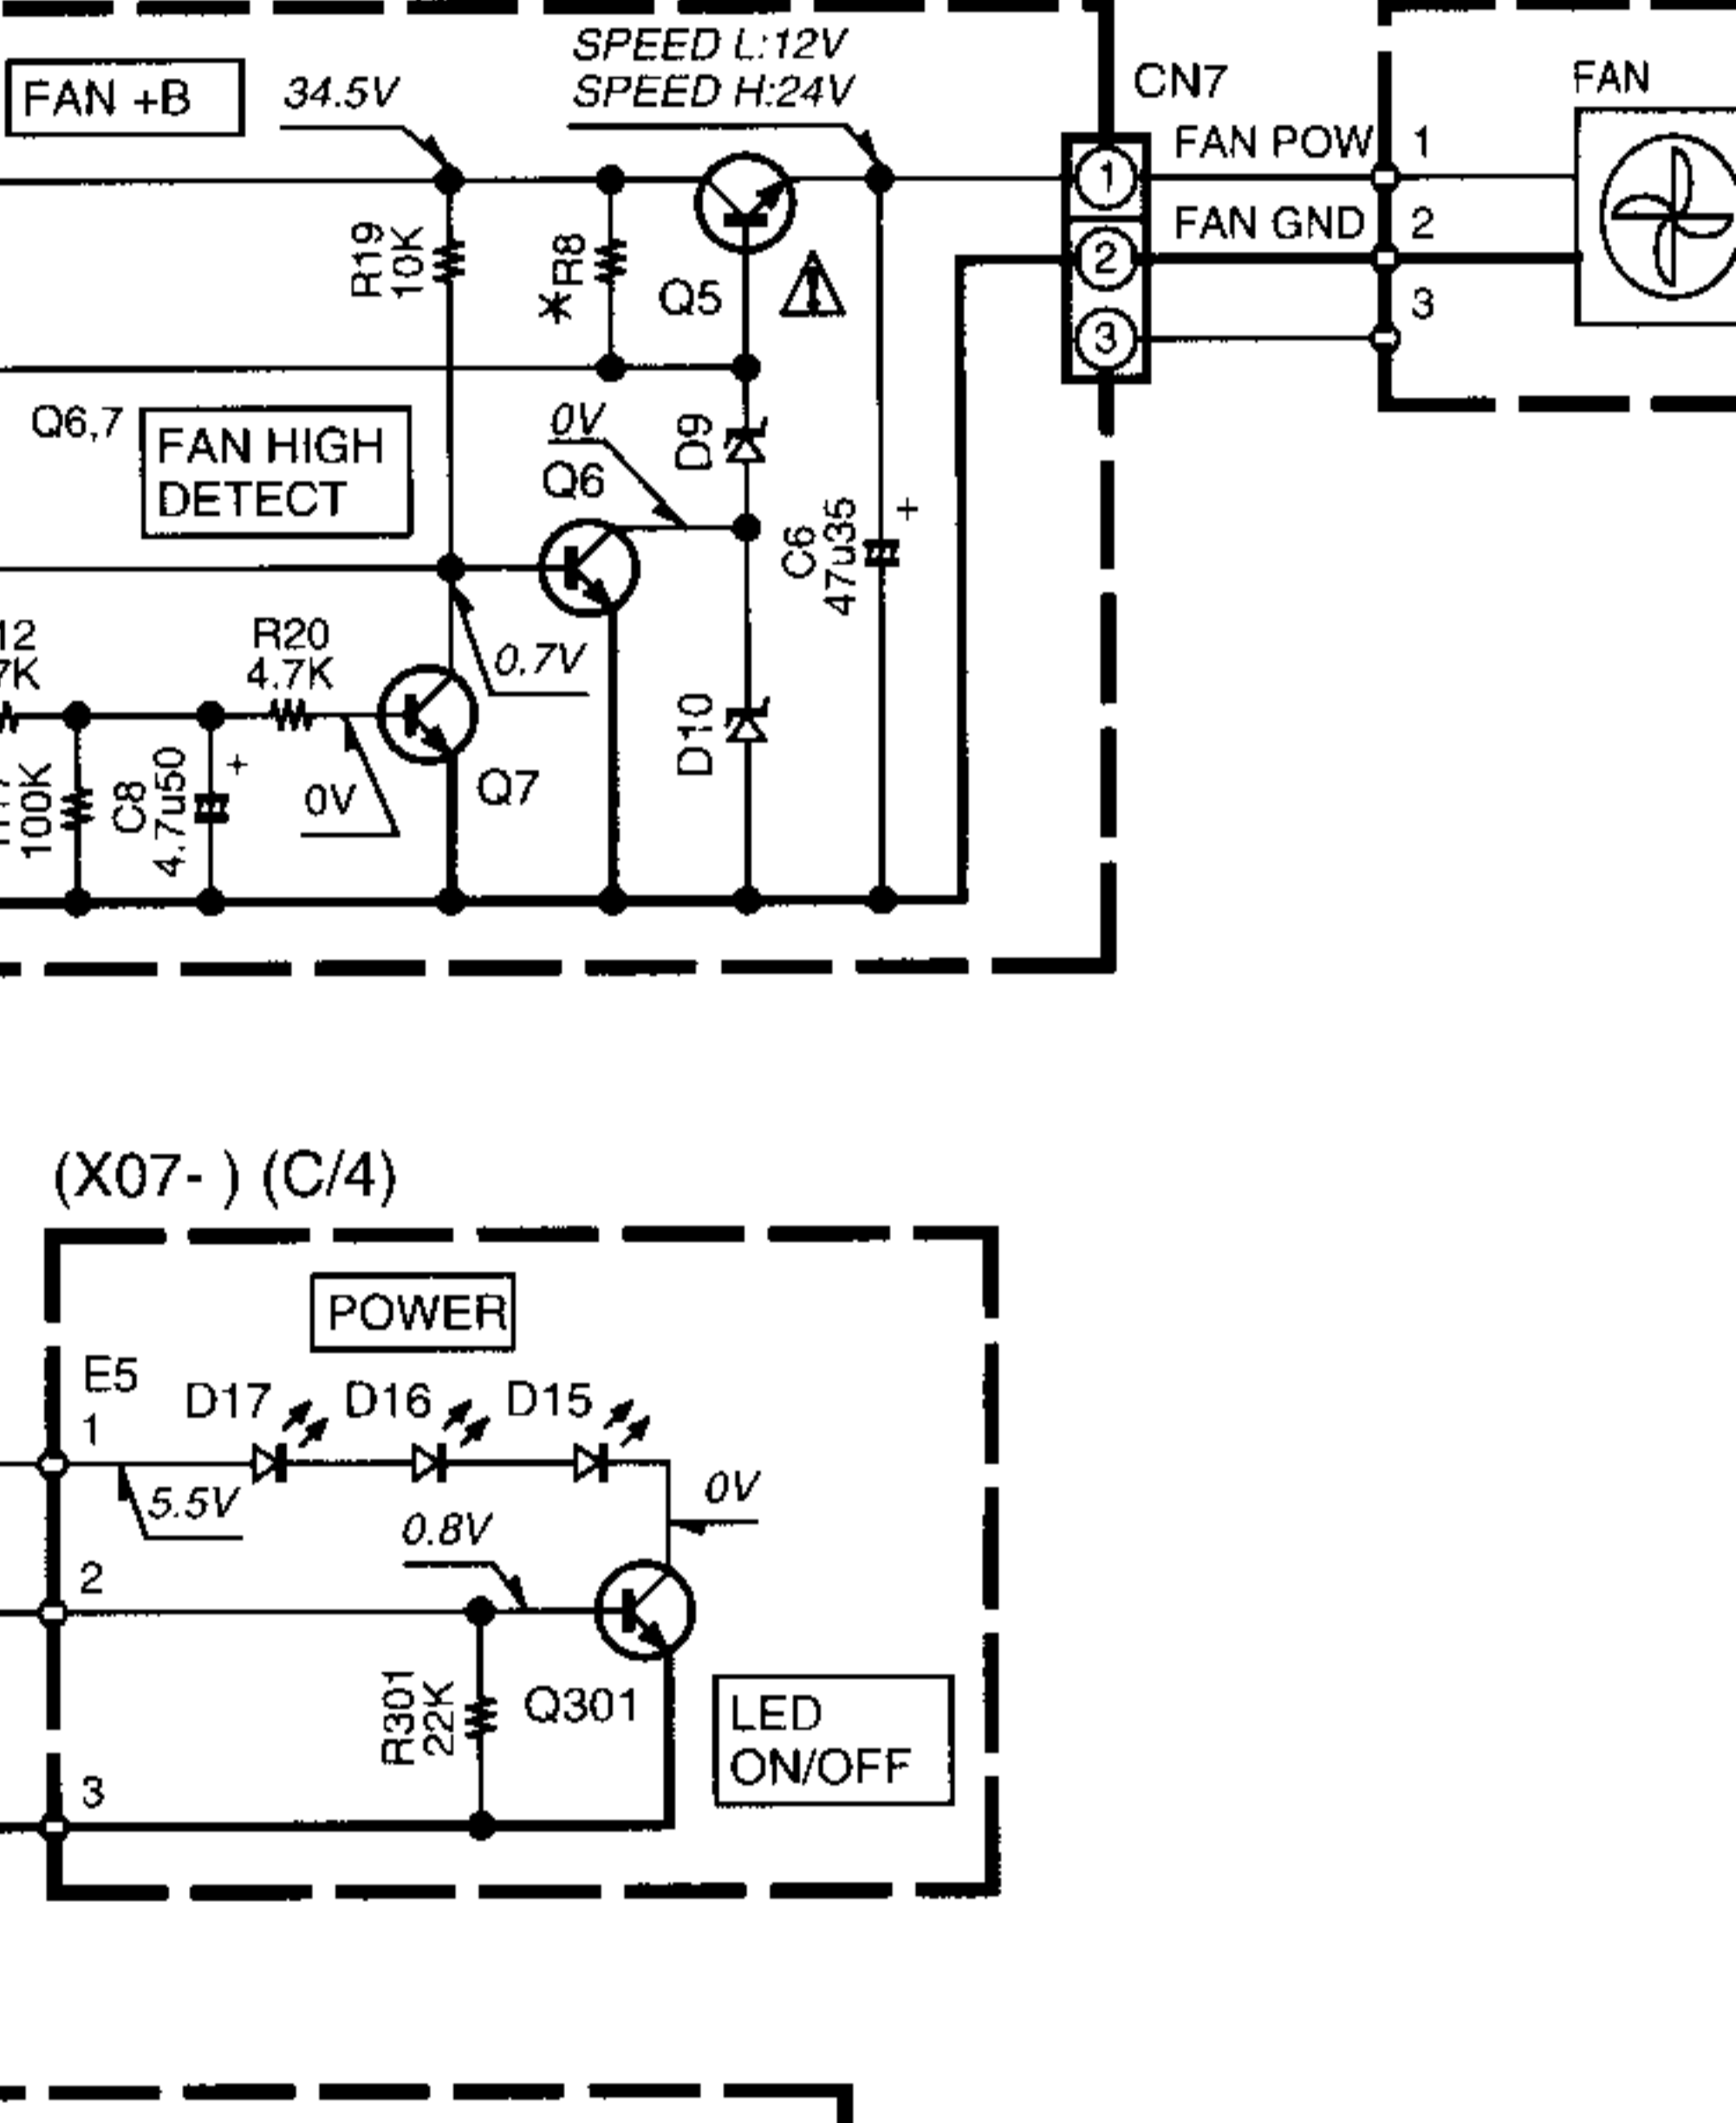 SPEED L:12V
SPEED H:24V
FAN +B
34.5V
CN7
FAN
FAN POW
1
1
FAN GND
2
2
3
3
R19
10K
*R8
Q5
Q6,7
FAN HIGH
DETECT
0V
Q6
D9
C6
47u35
+
12
7K
R20
4.7K
0.7V
D10
100K
C8
4.7u50
+
0V
Q7
(X07- ) (C/4)
POWER
E5
D17
D16
D15
1
5.5V
0.8V
0V
2
R301
22K
Q301
LED
ON/OFF
3